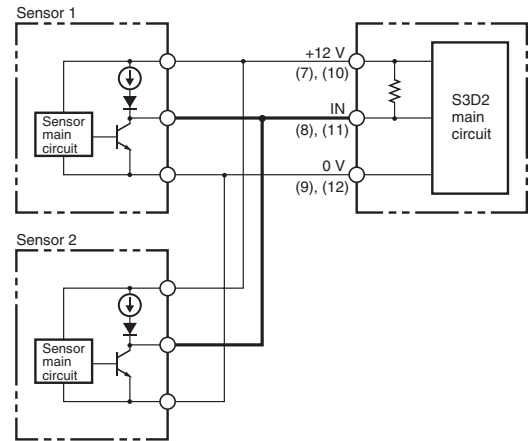 Sensor 1
+12 V
(7), (10)
IN
(8), (11)
0 V
(9), (12)
S3D2
main
circuit
Sensor
main
circuit
Sensor 2
Sensor
main
circuit